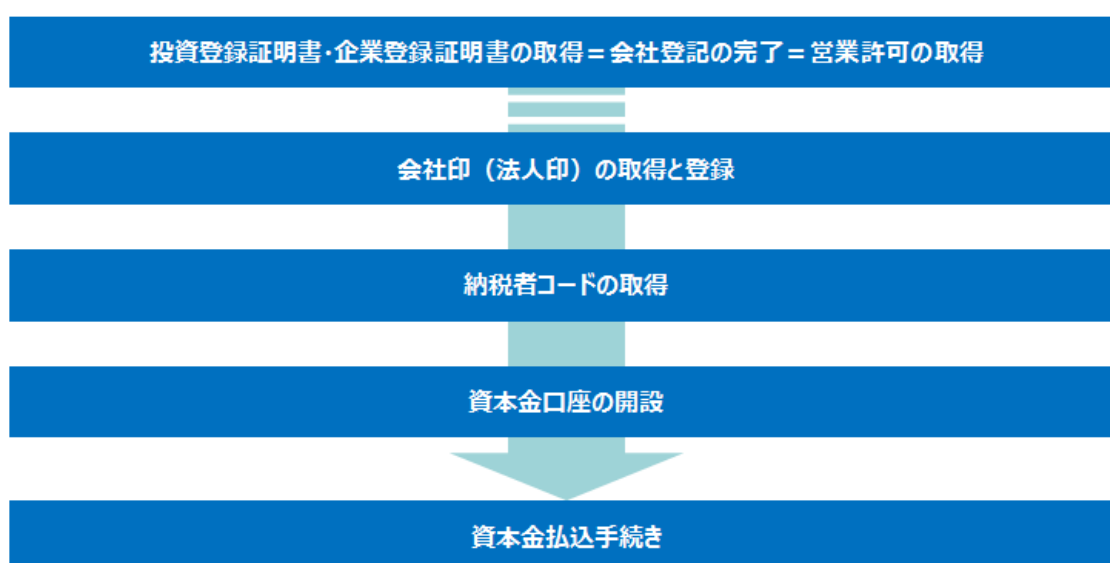 投資登録証明書・企業登録証明書の取得＝会社登記の完了＝営業許可の取得
会社印（法人印）の取得と登録
納税者コードの取得
資本金口座の開設
資本金払込手続き